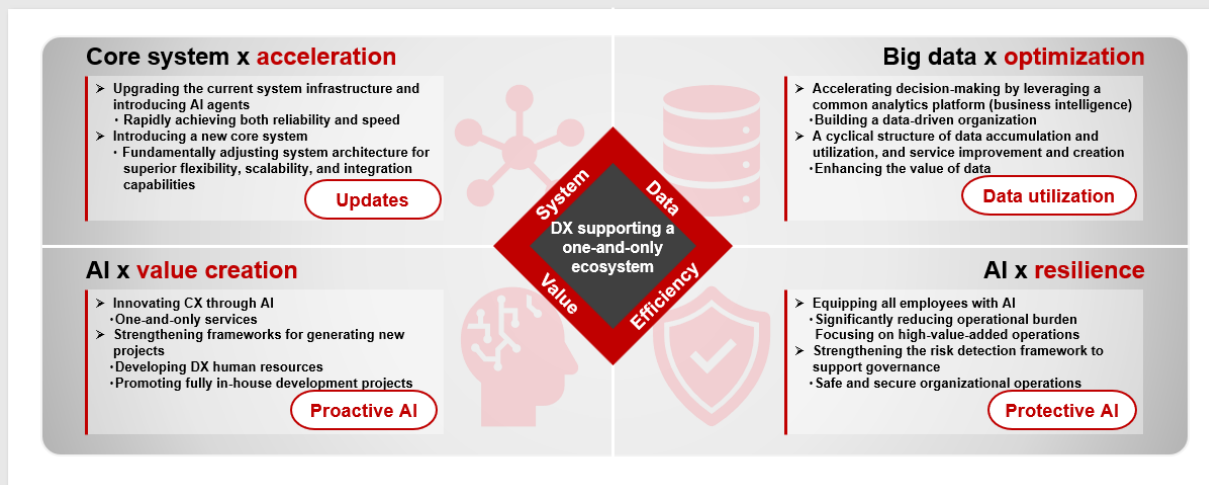 Core system x acceleration
➢ Upgrading the current system infrastructure and
introducing AI agents
・Rapidly achieving both reliability and speed
➢ Introducing a new core system
・Fundamentally adjusting system architecture for
superior flexibility, scalability, and integration
capabilities
Updates
Big data x optimization
➢ Accelerating decision-making by leveraging a
common analytics platform (business intelligence)
・Building a data-driven organization
➢ A cyclical structure of data accumulation and
utilization, and service improvement and creation
・Enhancing the value of data
Data utilization
System
Data
DX supporting a
one-and-only
ecosystem
Value
Efficiency
AI x value creation
➢ Innovating CX through AI
・One-and-only services
➢ Strengthening frameworks for generating new
projects
・Developing DX human resources
・Promoting fully in-house development projects
Proactive AI
AI x resilience
➢ Equipping all employees with AI
・Significantly reducing operational burden
Focusing on high-value-added operations
➢ Strengthening the risk detection framework to
support governance
・Safe and secure organizational operations
Protective AI